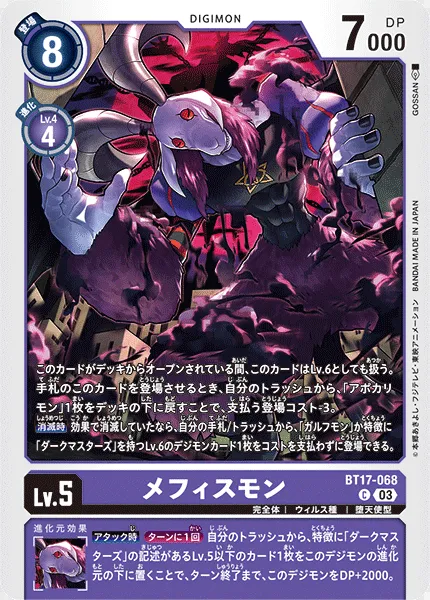 登場
8
DIGIMON
7000
DP
進化
Lv.4
4
GOSSAN
BANDAI MADE IN JAPAN
© 本郷あきよし・フジテレビ・東映アニメーション
このカードがデッキからオープンされている間、このカードはLv.6としても扱う。
手札のこのカードを登場させるとき、自分のトラッシュから、「アポカリ
モン」1枚をデッキの下に戻すことで、支払う登場コスト-3。
消滅時 効果で消滅していたなら、自分の手札/トラッシュから、「ガルフモン」か特徴に
「ダークマスターズ」を持つLv.6のデジモンカード1枚をコストを支払わずに登場できる。
Lv.5
メフィスモン
BT17-068
C 03
完全体 ウィルス種 堕天使型
進化元効果
アタック時 ターンに1回 自分のトラッシュから、特徴に「ダークマス
ターズ」の記述があるLv.5以下のカード1枚をこのデジモンの進化
元の下に置くことで、ターン終了まで、このデジモンをDP+2000。